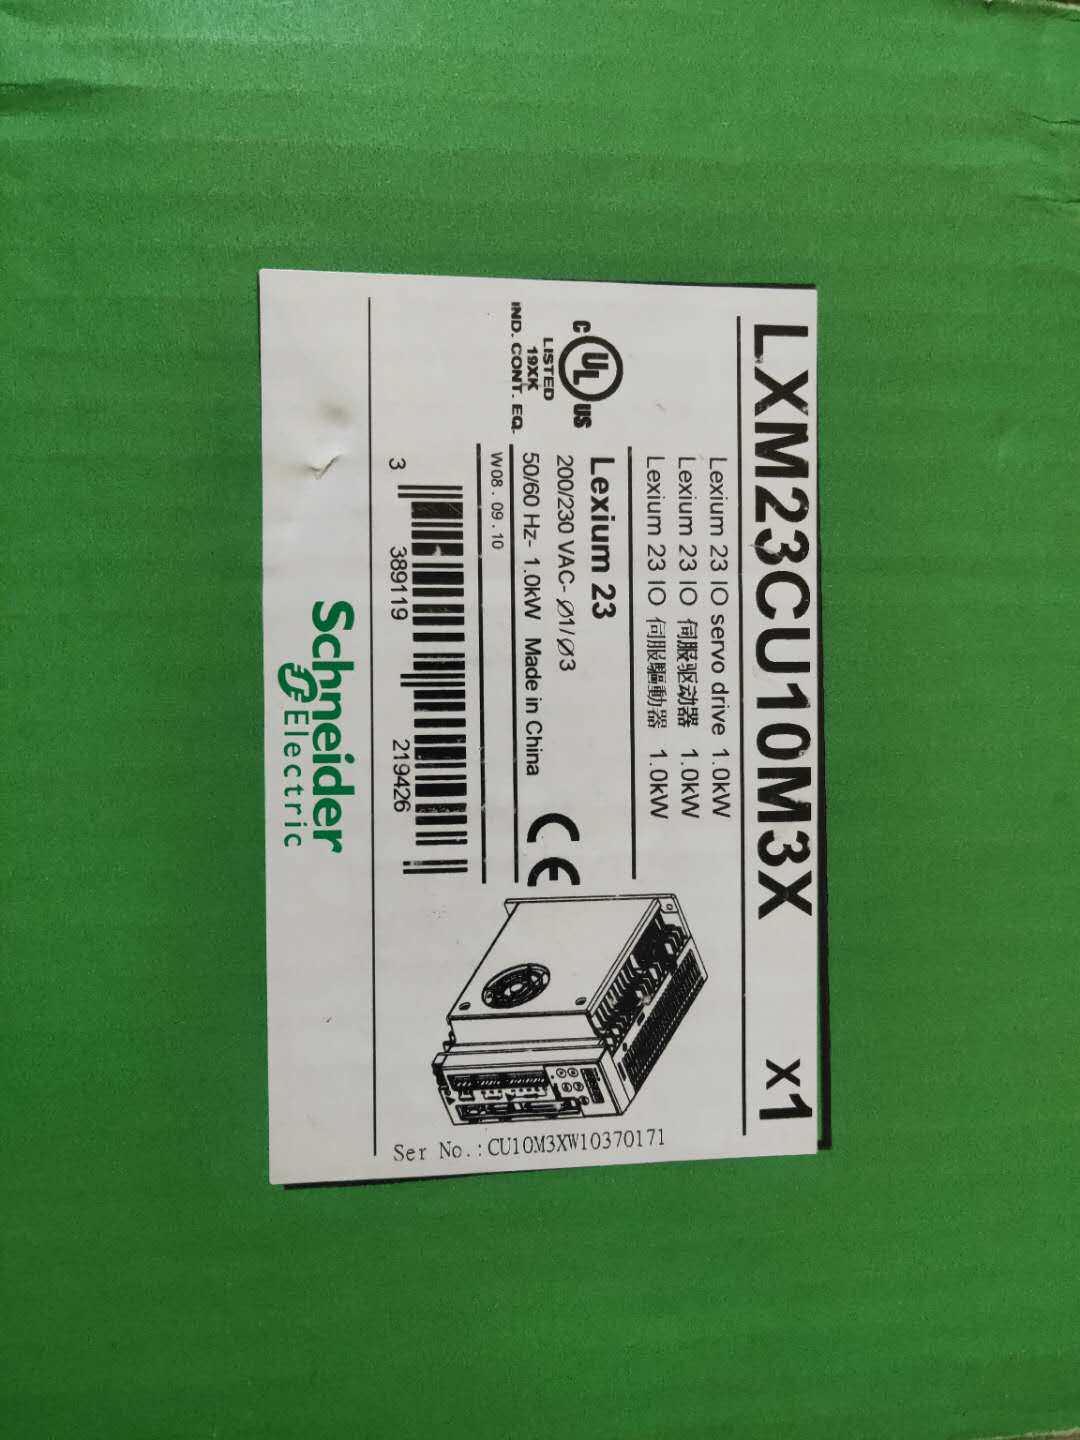 LXM23CU10M3X x1
Lexium 23 IO servo drive 1.0kW
Lexium 23 IO 伺服驱动器 1.0kW
Lexium 23 IO 伺服驅動器 1.0kW
C UL US
LISTED
19XK
IND. CONT. EQ.
Lexium 23
200/230 VAC- Ø1/Ø3
50/60 Hz- 1.0kW Made in China
CE
W08 . 09 . 10
3 389119 219426
Ser No.:CU10M3XW10370171
Schneider
Electric